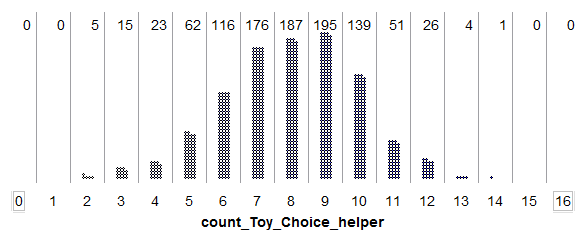 0 0 5 15 23 62 116 176 187 195 139 51 26 4 1 0 0
0 1 2 3 4 5 6 7 8 9 10 11 12 13 14 15 16
count_Toy_Choice_helper